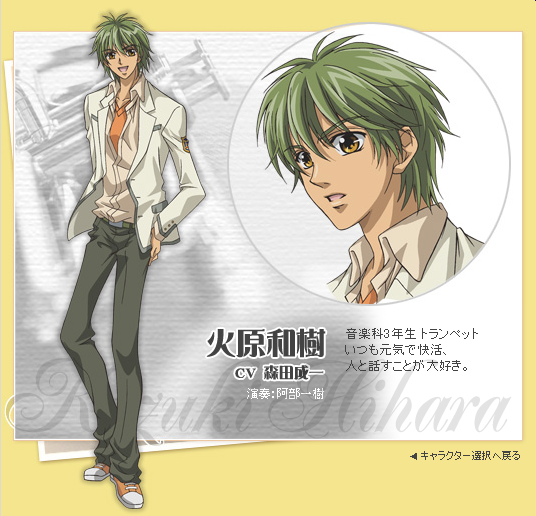 火原和樹
CV 森田成一
演奏:阿部一樹
音楽科3年生 トランペット
いつも元気で快活、
人と話すことが大好き。
Kazuki Hihara
◀ キャラクター選択へ戻る